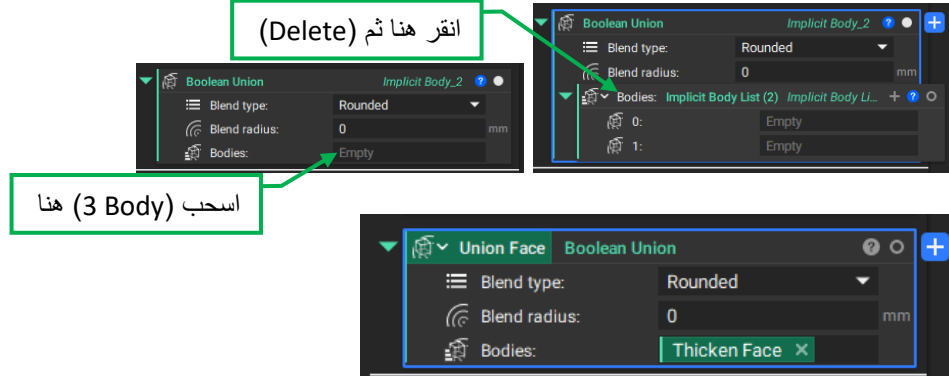 انقر هنا ثم (Delete)
Boolean Union Implicit Body_2 ?
Blend type: Rounded
Blend radius: 0 mm
Bodies: Implicit Body List (2) Implicit Body Li... + ?
0: Empty
1: Empty
Boolean Union Implicit Body_2 ?
Blend type: Rounded
Blend radius: 0 mm
Bodies: Empty
اسحب (3 Body) هنا
Union Face Boolean Union ?
Blend type: Rounded
Blend radius: 0 mm
Bodies: Thicken Face ×